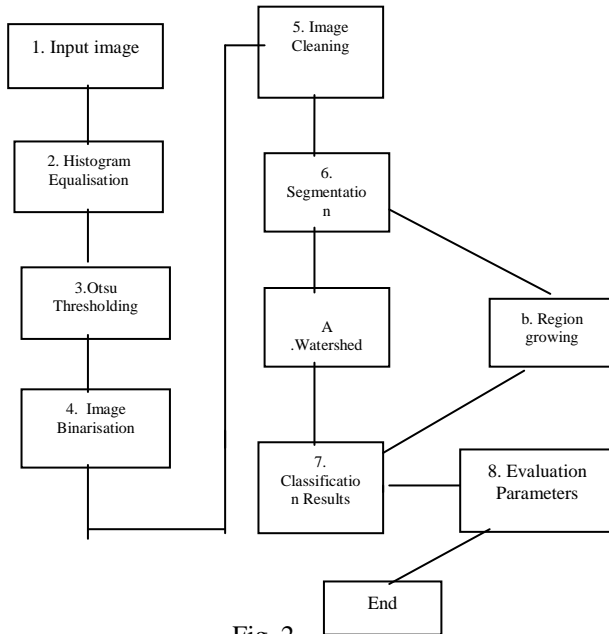 1. Input image
2. Histogram
Equalisation
3.Otsu
Thresholding
4. Image
Binarisation
5. Image
Cleaning
6.
Segmentatio
n
A
.Watershed
b. Region
growing
7.
Classificatio
n Results
8. Evaluation
Parameters
End
Fig. 2